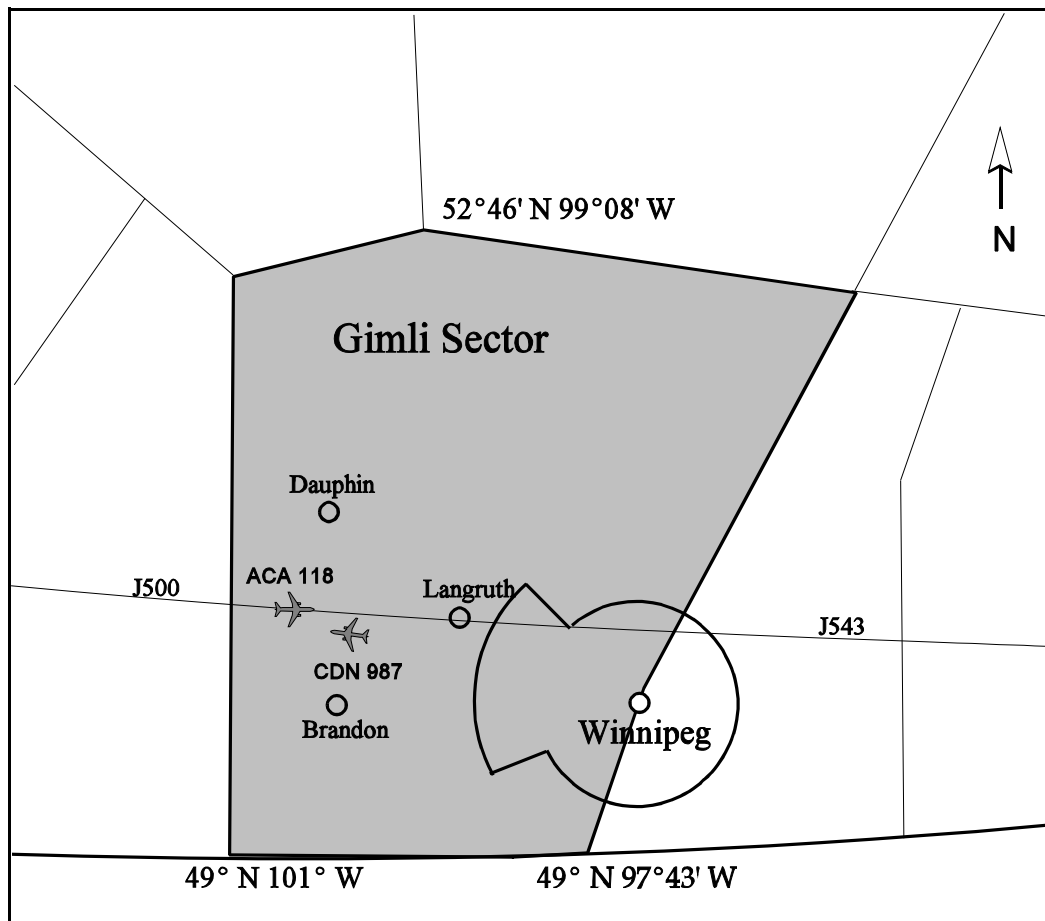 52°46' N 99°08' W
N
Gimli Sector
Dauphin
ACA 118
J500
Langruth
J543
CDN 987
Brandon
Winnipeg
49° N 101° W
49° N 97°43' W